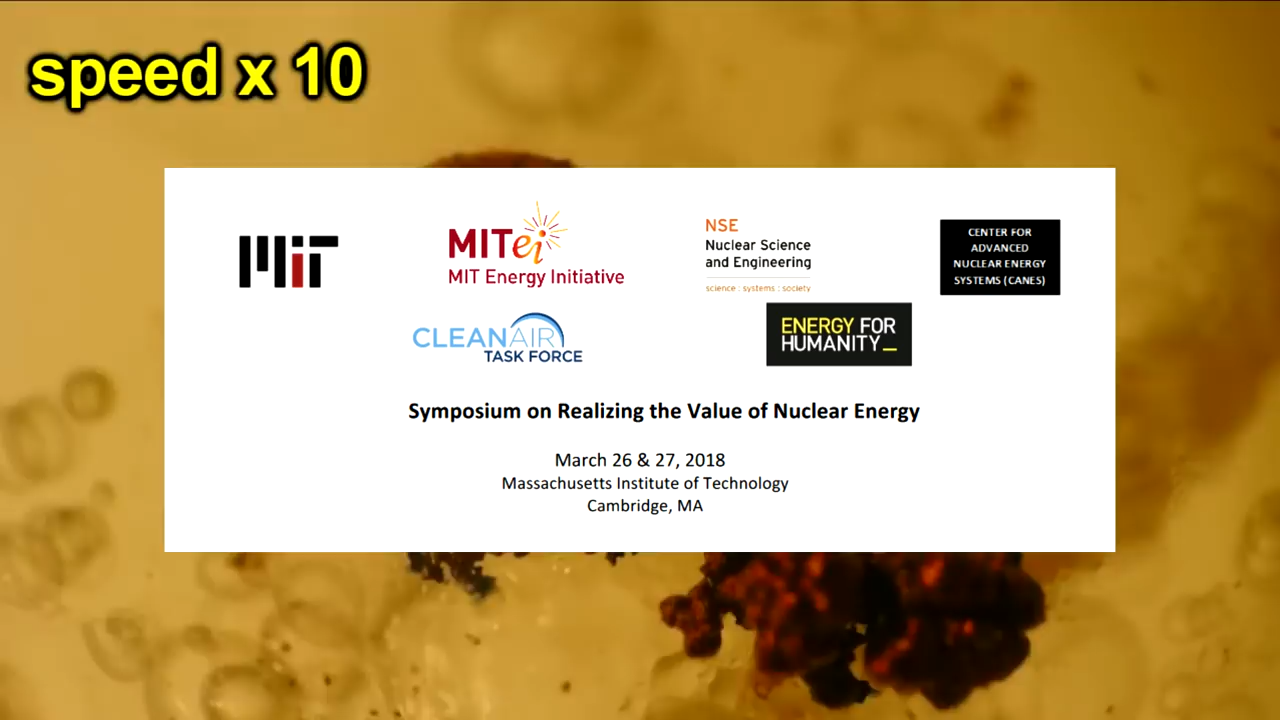 speed x 10
MiT
MITei
MIT Energy Initiative
NSE
Nuclear Science
and Engineering
science : systems : society
CENTER FOR
ADVANCED
NUCLEAR ENERGY
SYSTEMS (CANES)
CLEANAIR
TASK FORCE
ENERGY FOR
HUMANITY_
Symposium on Realizing the Value of Nuclear Energy
March 26 & 27, 2018
Massachusetts Institute of Technology
Cambridge, MA